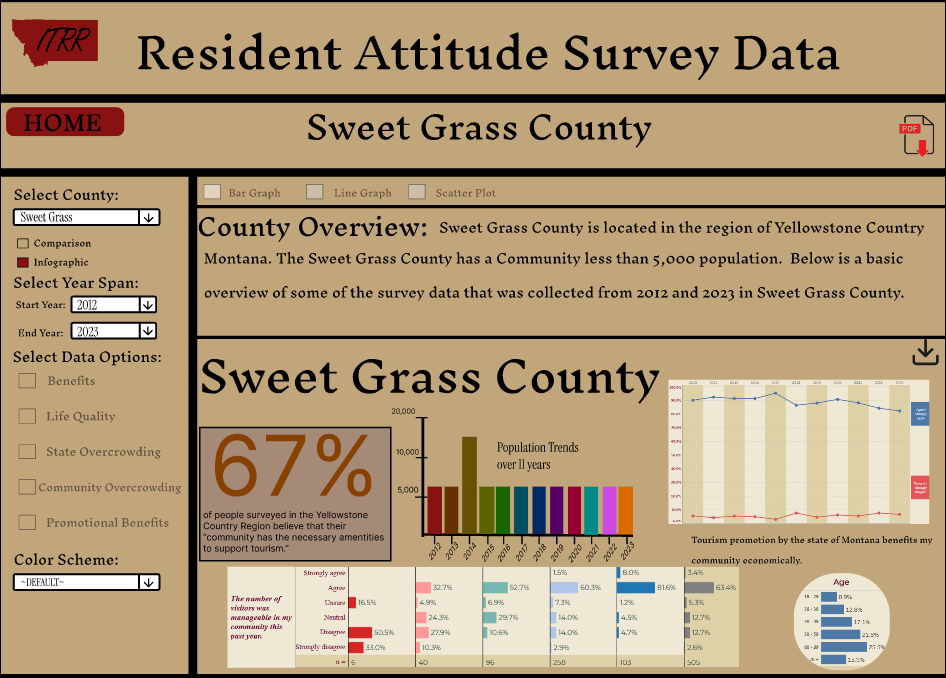 ITRR
Resident Attitude Survey Data
HOME
Sweet Grass County
PDF
Select County:
Sweet Grass
Comparison
Infographic
Select Year Span:
Start Year: 2012
End Year: 2023
Select Data Options:
Benefits
Life Quality
State Overcrowding
Community Overcrowding
Promotional Benefits
Color Scheme:
~DEFAULT~
Bar Graph Line Graph Scatter Plot
County Overview: Sweet Grass County is located in the region of Yellowstone Country
Montana. The Sweet Grass County has a Community less than 5,000 population. Below is a basic
overview of some of the survey data that was collected from 2012 and 2023 in Sweet Grass County.
Sweet Grass County
67%
of people surveyed in the Yellowstone
Country Region believe that their
"community has the necessary amentities
to support tourism."
20,000
10,000
5,000
Population Trends
over 11 years
2012 2013 2014 2015 2016 2017 2018 2019 2020 2021 2022 2023
Tourism promotion by the state of Montana benefits my
community economically.
The number of
visitors was
manageable in my
community this
past year.
Strongly agree 1.5% 8.0% 3.4%
Agree 32.7% 52.7% 60.3% 81.6% 63.4%
Unsure 16.5% 4.9% 6.9% 7.3% 1.2% 5.3%
Neutral 24.3% 29.7% 14.0% 4.5% 12.7%
Disagree 50.5% 27.9% 10.6% 14.0% 4.7% 12.7%
Strongly disagree 33.0% 10.3% 2.9% 2.6%
n = 6 40 96 258 103 505
Age
18 - 29 8.9%
30 - 39 12.8%
40 - 49 17.1%
50 - 59 21.8%
60 - 69 25.5%
70 + 15.9%